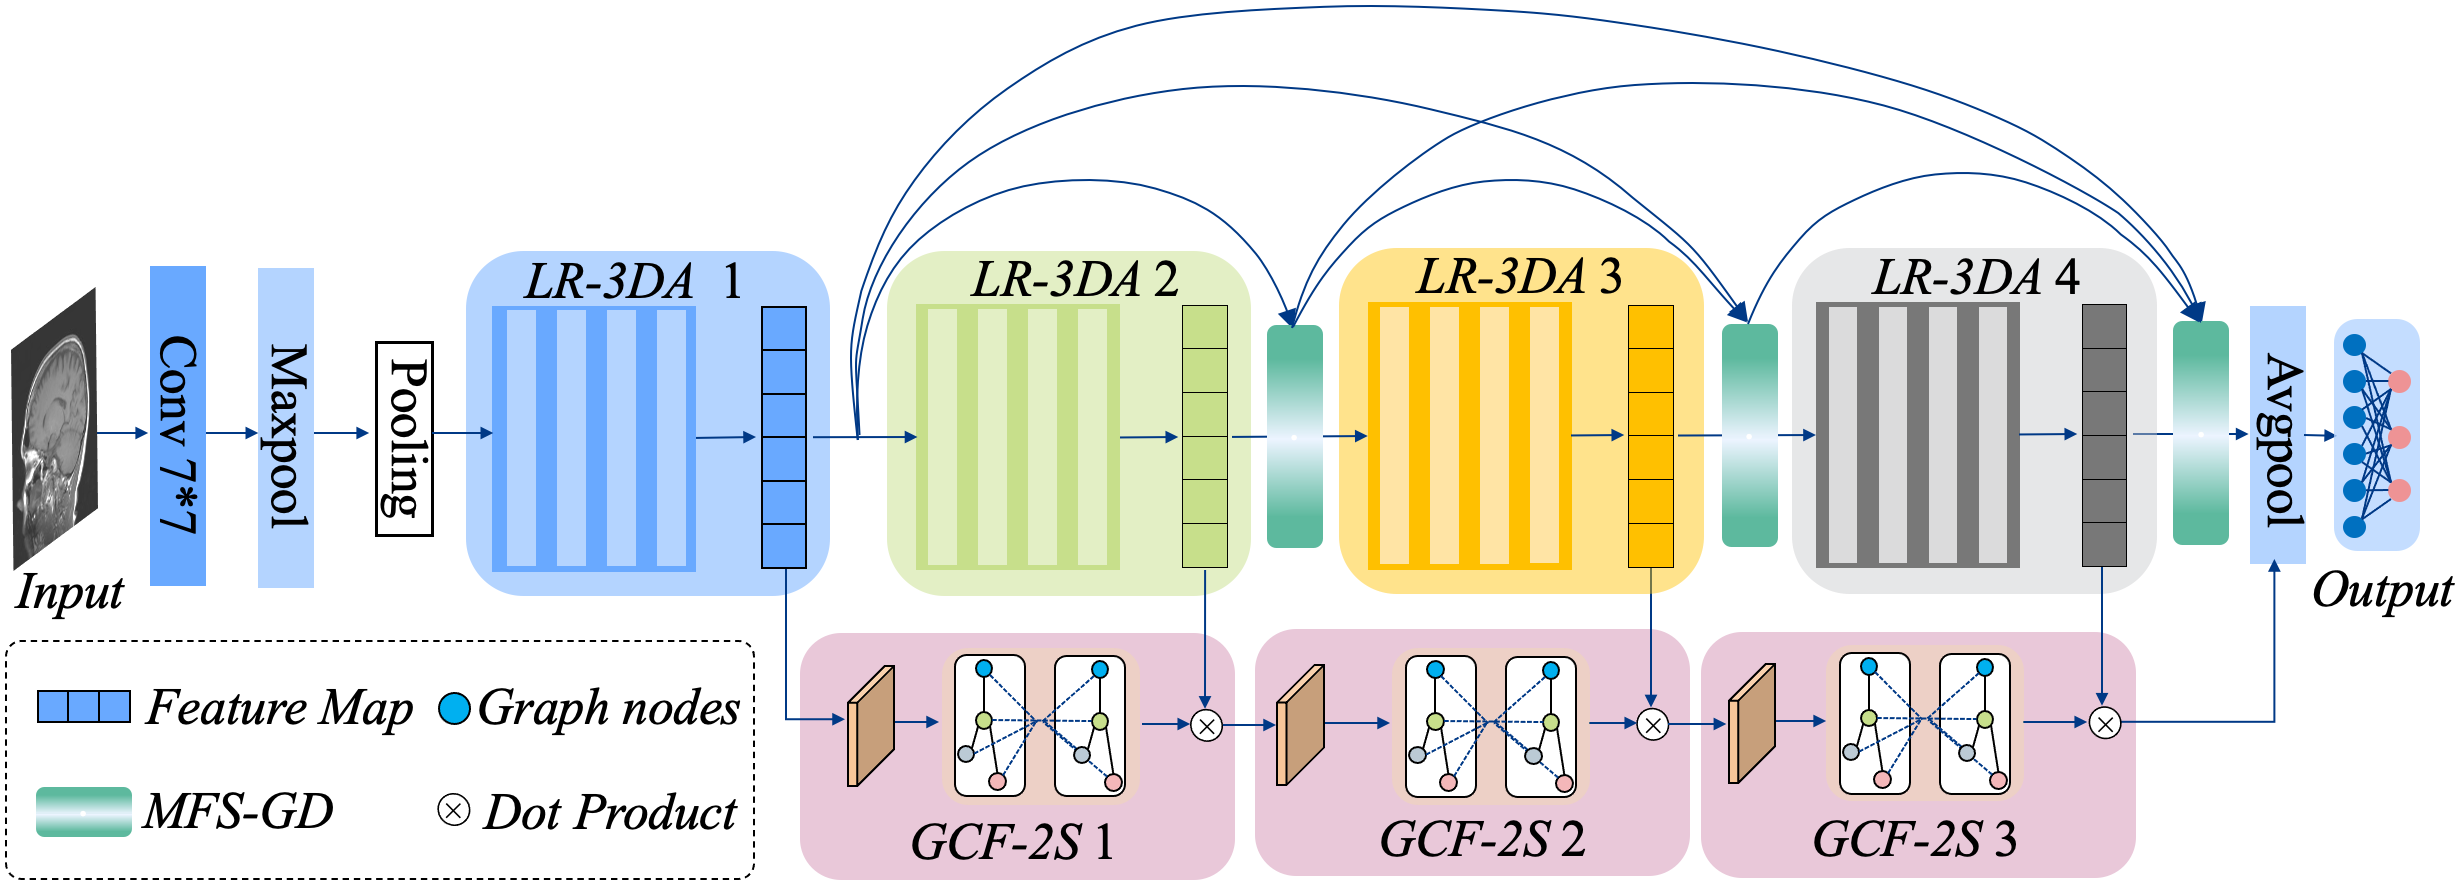 LR-3DA 1
LR-3DA 2
LR-3DA 3
LR-3DA 4
Input
Conv 7*7
Maxpool
Pooling
Avgpool
Output
Feature Map
Graph nodes
MFS-GD
Dot Product
GCF-2S 1
GCF-2S 2
GCF-2S 3